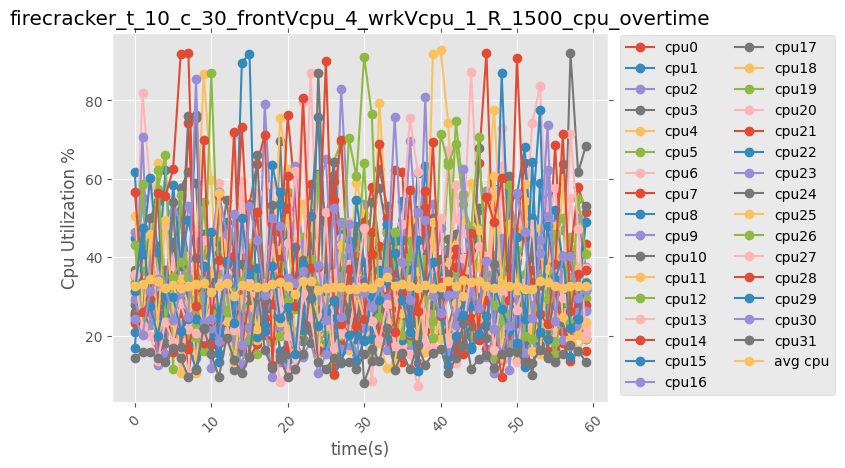 firecracker_t_10_c_30_frontVcpu_4_wrkVcpu_1_R_1500_cpu_overtime
Cpu Utilization %
80
60
40
20
0
10
20
30
40
50
60
time(s)
cpu0
cpu1
cpu2
cpu3
cpu4
cpu5
cpu6
cpu7
cpu8
cpu9
cpu10
cpu11
cpu12
cpu13
cpu14
cpu15
cpu16
cpu17
cpu18
cpu19
cpu20
cpu21
cpu22
cpu23
cpu24
cpu25
cpu26
cpu27
cpu28
cpu29
cpu30
cpu31
avg cpu